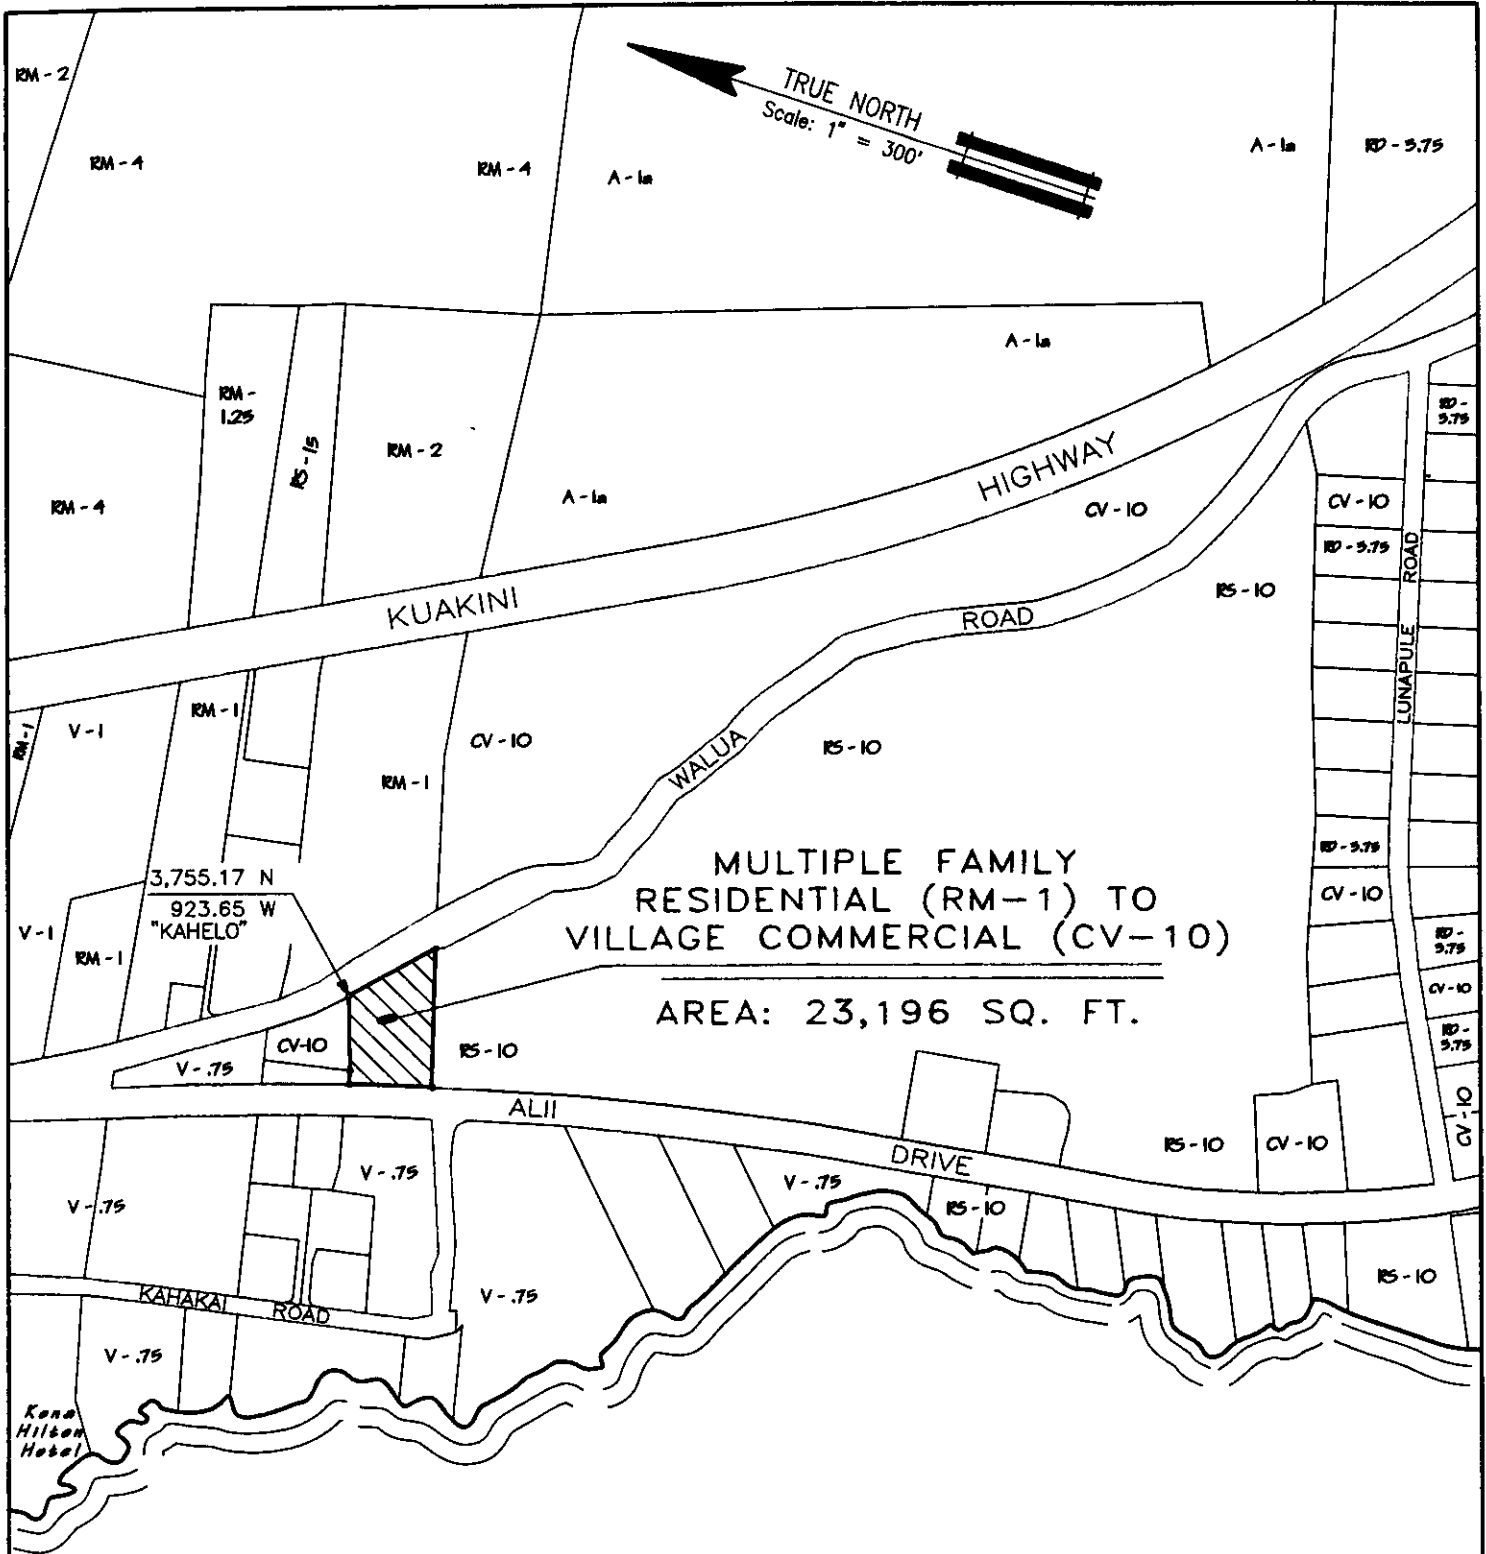 RM-2
TRUE NORTH
Scale: 1" = 300'
RM-4
RM-4
A-1a
A-1a
RD-3.75
A-1a
RM-
1.25
RS-15
RM-2
RM-4
A-1a
RD-
3.75
HIGHWAY
CV-10
CV-10
RD-3.75
LUNAPULE ROAD
KUAKINI
ROAD
RS-10
RM-1
V-1
RM-1
CV-10
WALUA
RS-10
RM-1
3,755.17 N
923.65 W
"KAHELO"
MULTIPLE FAMILY
RESIDENTIAL (RM-1) TO
VILLAGE COMMERCIAL (CV-10)
AREA: 23,196 SQ. FT.
RD-3.75
CV-10
V-1
RM-1
RD-
3.75
CV-10
RD-
3.75
CV-10
V-.75
CV-10
RS-10
ALII
DRIVE
RS-10
CV-10
V-.75
V-.75
V-.75
RS-10
V-.75
RS-10
KAHAKAI ROAD
V-.75
Kona
Hilton
Hotel